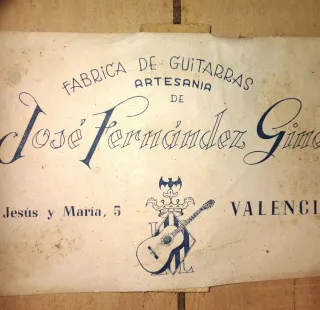 FABRICA DE GUITARRAS
ARTESANIA
DE
José Fernández Gine
Jesús y María, 5 VALENCI